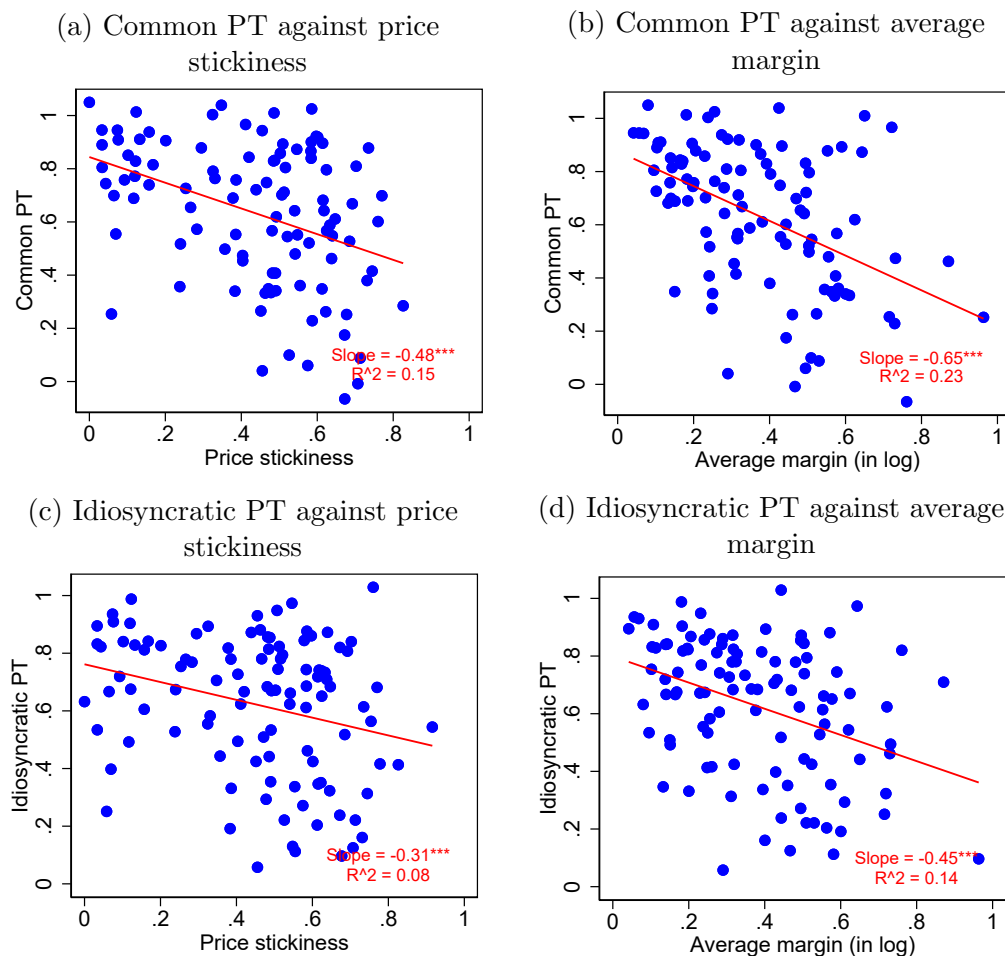 (a) Common PT against price
stickiness
Common PT
1
.8
.6
.4
.2
0
Slope = -0.48***
R^2 = 0.15
0 .2 .4 .6 .8 1
Price stickiness
(b) Common PT against average
margin
Common PT
1
.8
.6
.4
.2
0
Slope = -0.65***
R^2 = 0.23
0 .2 .4 .6 .8 1
Average margin (in log)
(c) Idiosyncratic PT against price
stickiness
Idiosyncratic PT
1
.8
.6
.4
.2
0
Slope = -0.31***
R^2 = 0.08
0 .2 .4 .6 .8 1
Price stickiness
(d) Idiosyncratic PT against average
margin
Idiosyncratic PT
1
.8
.6
.4
.2
0
Slope = -0.45***
R^2 = 0.14
0 .2 .4 .6 .8 1
Average margin (in log)